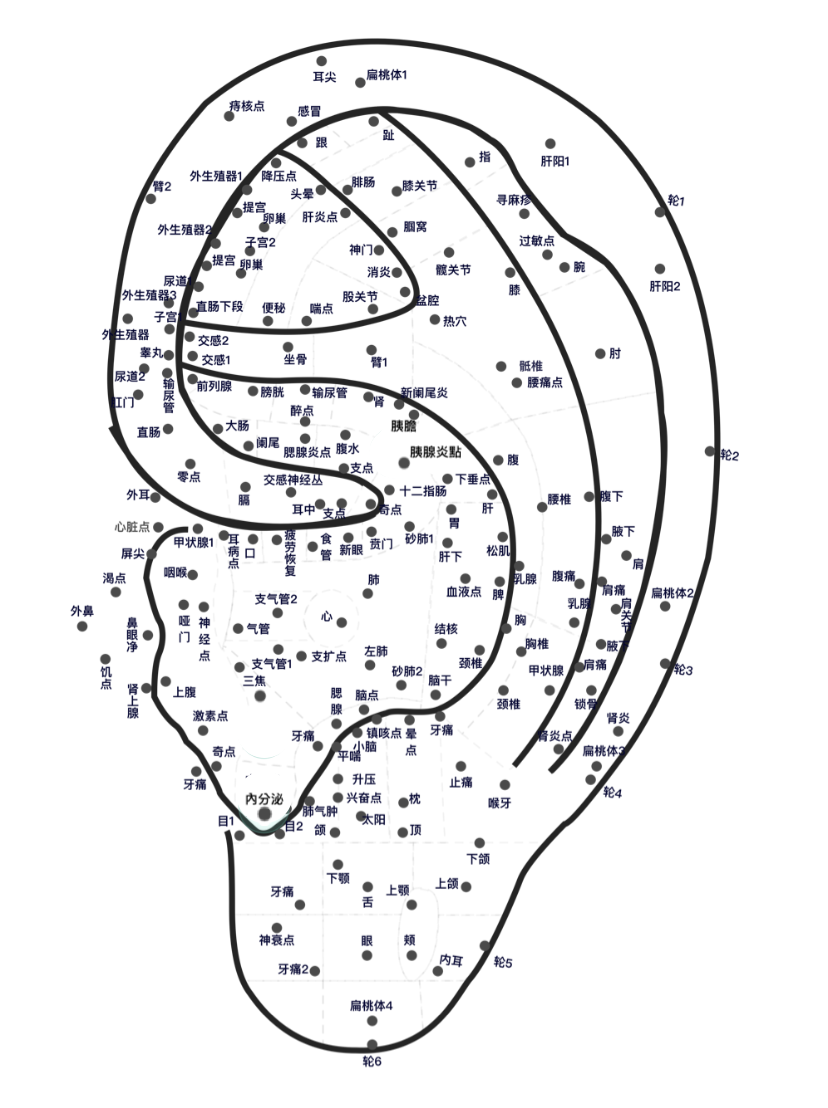 耳尖
扁桃体1
痔核点
感冒
趾
跟
指
肝阳1
外生殖器1
降压点
臂2
头晕
腓肠
膝关节
寻麻疹
轮1
提宫
卵巢
肝炎点
外生殖器2
腘窝
子宫2
神门
过敏点
提宫
卵巢
消炎
髋关节
腕
尿道
膝
肝阳2
外生殖器3
直肠下段
便秘
喘点
股关节
盆腔
子宫
热穴
外生殖器
交感2
睾丸
交感1
坐骨
臂1
肘
骶椎
尿道2
输尿管
前列腺
膀胱
输尿管
肾
新阑尾炎
腰痛点
肛门
醉点
胰胆
直肠
大肠
阑尾
腮腺炎点
腹水
胰腺炎點
腹
轮2
零点
支点
交感神经丛
下垂点
外耳
膈
十二指肠
肝
腰椎
腹下
耳中
支点
奇点
胃
心脏点
甲状腺1
耳病点
口
疲劳恢复
食管
新眼
贲门
砂肿1
肝下
松肌
腋下
屏尖
咽喉
肩
渴点
肺
血液点
脾
乳腺
腹痛
肩痛
外鼻
支气管2
乳腺
肩关节
扁桃体2
鼻眼净
哑门
神经点
气管
心
胸
结核
胸椎
腋下
饥点
支气管1
支扩点
左肺
颈椎
甲状腺
肩痛
轮3
三焦
砂肿2
脑干
肾上腺
上腹
腮腺
脑点
颈椎
锁骨
激素点
牙痛
小脑
镇咳点
晕点
牙痛
肾炎
肾炎点
奇点
平喘
扁桃体3
牙痛
升压
止痛
喉牙
轮4
內分泌
肺气肿
兴奋点
枕
目1
目2
颌
太阳
顶
下颌
下颚
牙痛
舌
上颚
上颌
神衰点
眼
颊
牙痛2
内耳
轮5
扁桃体4
轮6